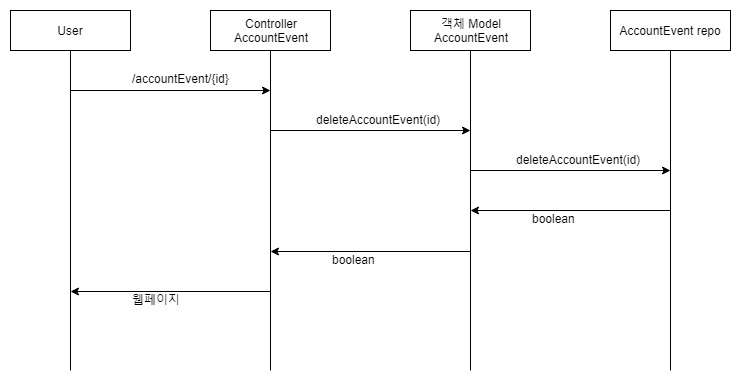 User
Controller
AccountEvent
객체 Model
AccountEvent
AccountEvent repo
/accountEvent/{id}
deleteAccountEvent(id)
deleteAccountEvent(id)
boolean
boolean
웹페이지